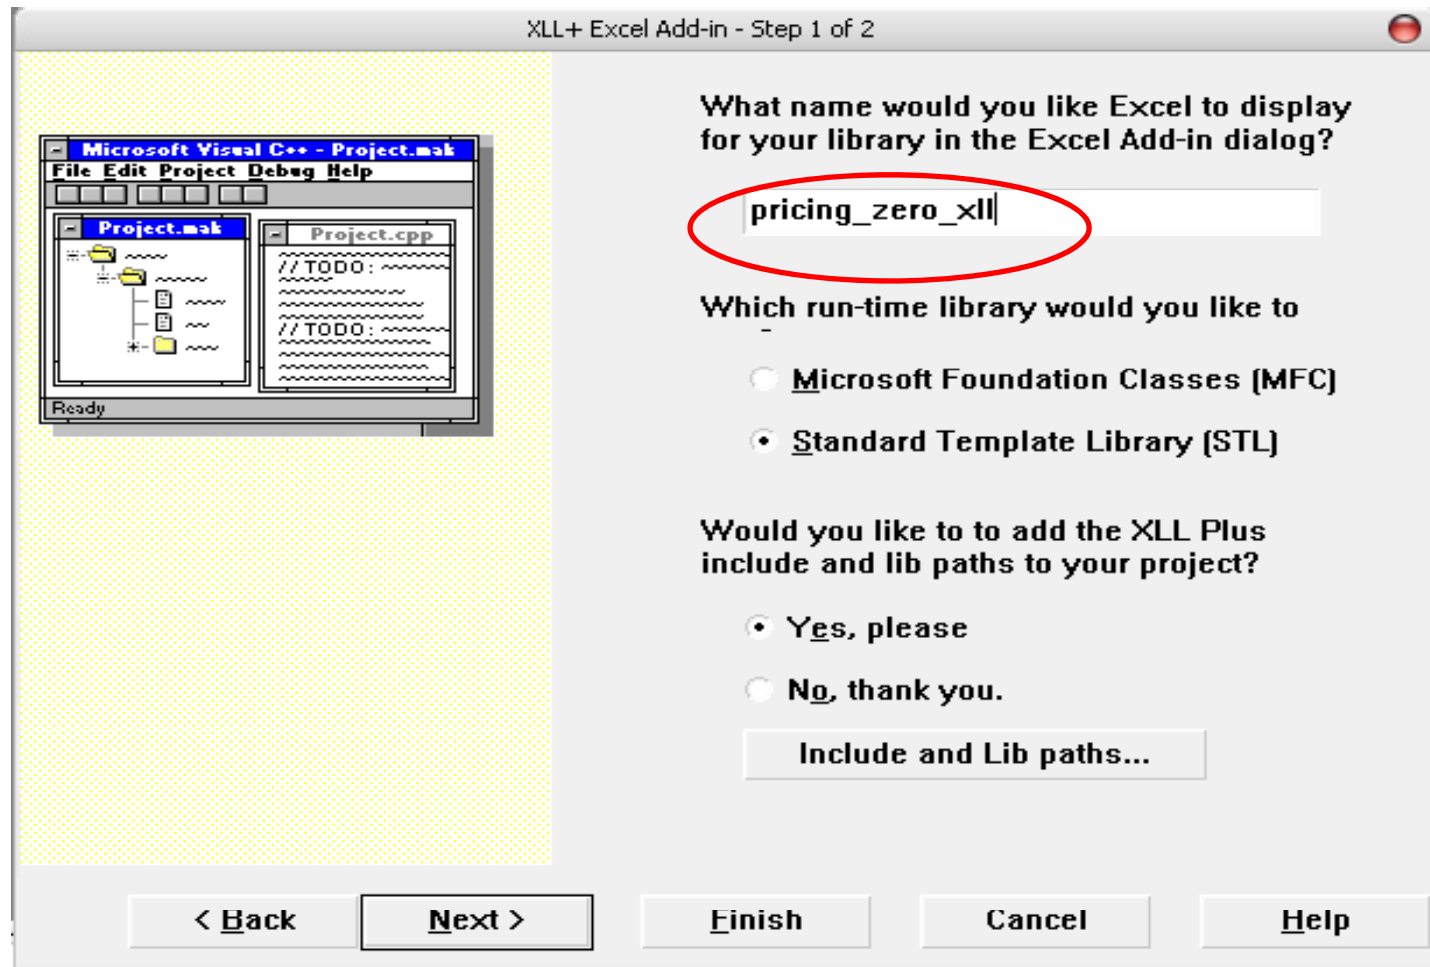 XLL+ Excel Add-in - Step 1 of 2
What name would you like Excel to display
for your library in the Excel Add-in dialog?
pricing_zero_xll
Which run-time library would you like to
Microsoft Foundation Classes (MFC)
Standard Template Library (STL)
Would you like to to add the XLL Plus
include and lib paths to your project?
Yes, please
No, thank you.
Include and Lib paths...
Microsoft Visual C++ - Project.mak
File Edit Project Debug Help
Project.mak
Project.cpp
//TODO:
//TODO:
Ready
< Back
Next >
Finish
Cancel
Help